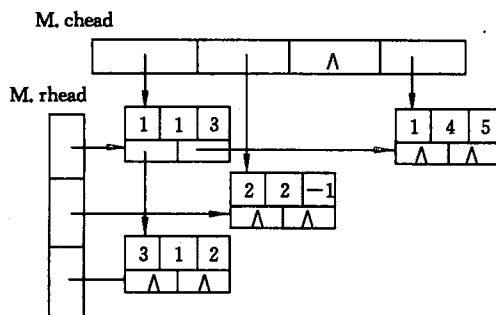 M. chead
∧
M. rhead
1 1 3
1 4 5
∧ ∧
2 2 −1
∧ ∧
3 1 2
∧ ∧